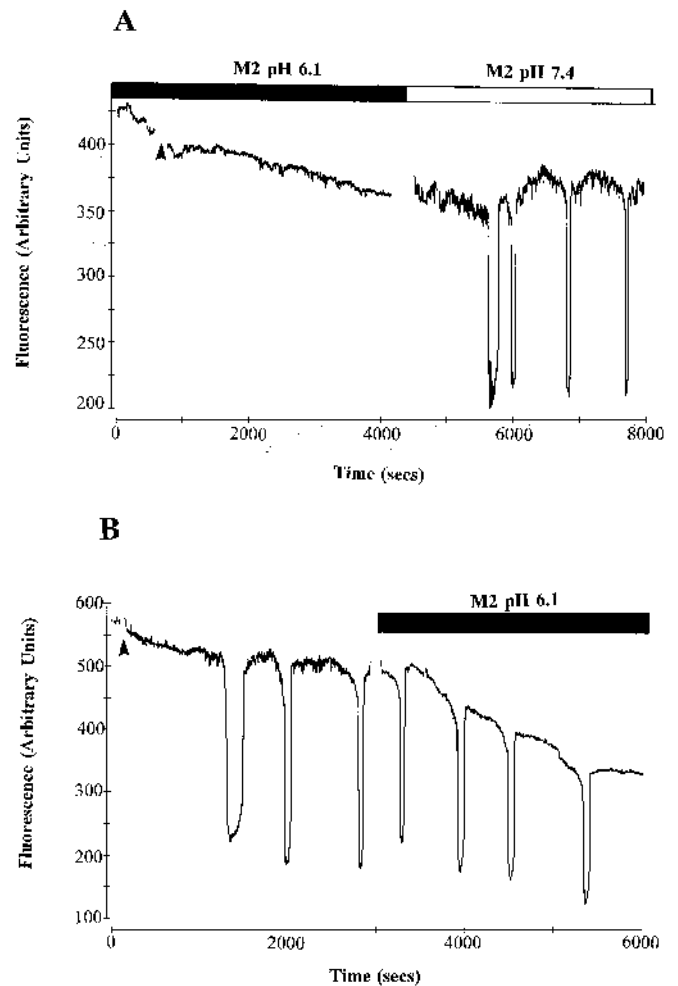 A
M2 pH 6.1
M2 pH 7.4
Fluorescence (Arbitrary Units)
400
350
300
250
200
0
2000
4000
6000
8000
Time (secs)
B
M2 pH 6.1
Fluorescence (Arbitrary Units)
600
500
400
300
200
100
0
2000
4000
6000
Time (secs)